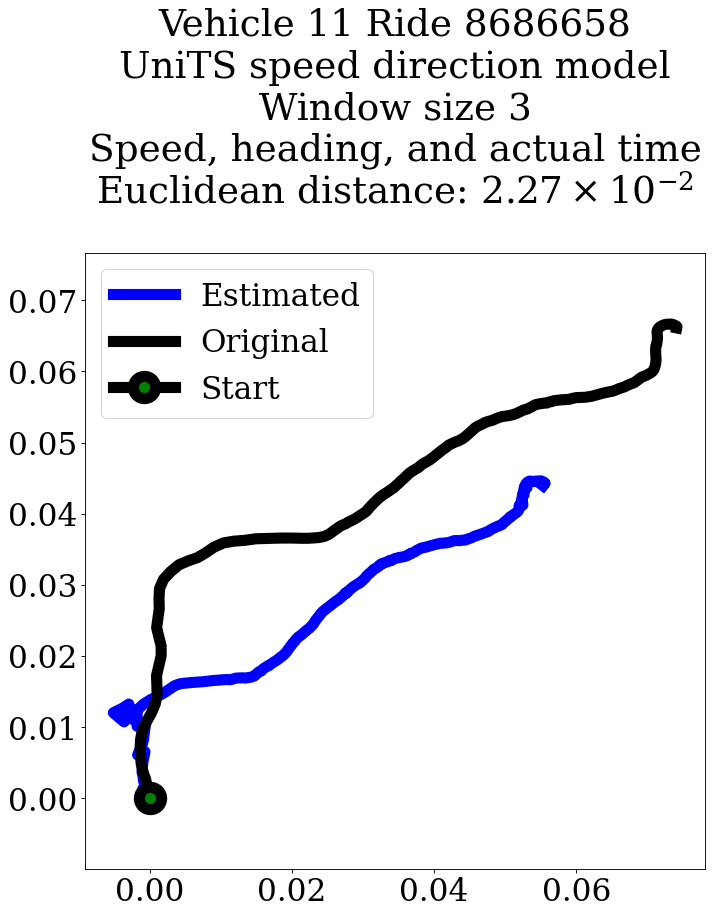 Vehicle 11 Ride 8686658
UniTS speed direction model
Window size 3
Speed, heading, and actual time
Euclidean distance: 2.27 × 10⁻²
Estimated
Original
Start
0.07
0.06
0.05
0.04
0.03
0.02
0.01
0.00
0.00 0.02 0.04 0.06